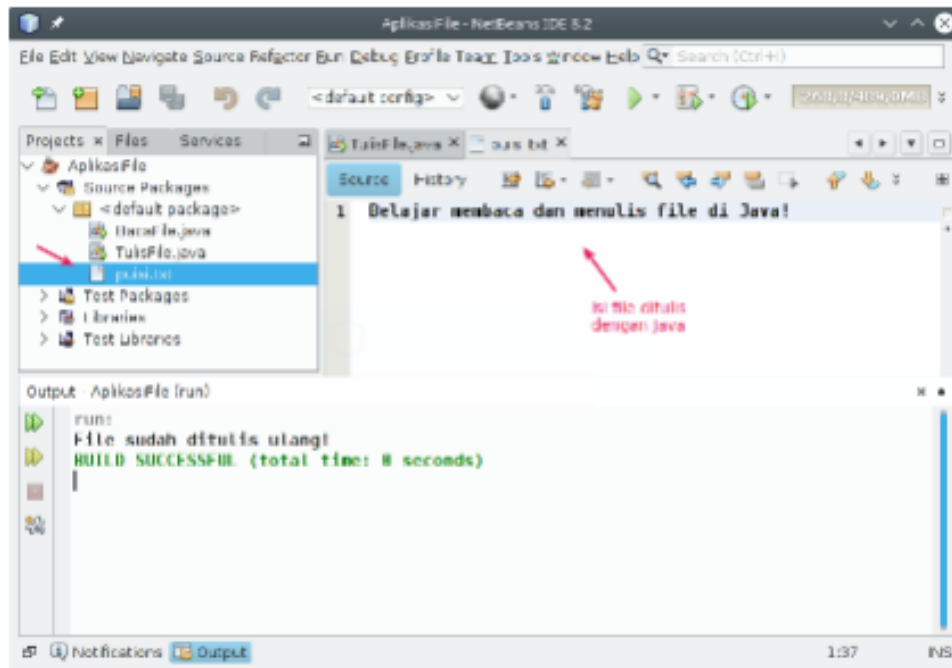 AplikasiFile - NetBeans IDE 8.2
File Edit View Navigate Source Refactor Run Debug Profile Team Tools Window Help Search (Ctrl+I)
<default config>
Projects Files Services
TulisFile.java puisi.txt
AplikasiFile
Source Packages
<default package>
BacaFile.java
TulisFile.java
puisi.txt
Test Packages
Libraries
Test Libraries
Source History
1 Belajar membaca dan menulis file di Java!
isi file ditulis
dengan java
Output - AplikasiFile (run)
run:
File sudah ditulis ulang!
BUILD SUCCESSFUL (total time: 0 seconds)
Notifications Output
1:37 INS